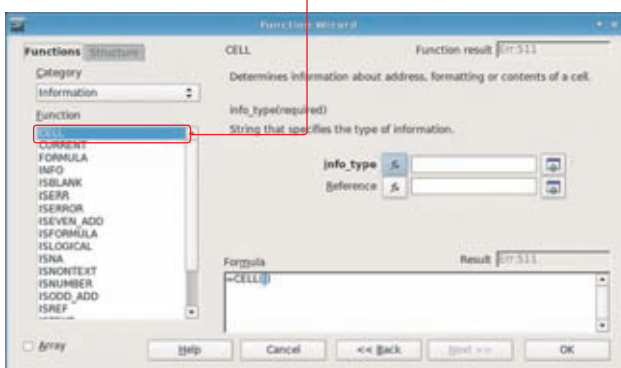 Function Wizard
Functions Structure
CELL
Function result Err:511
Category
Determines information about address, formatting or contents of a cell.
Information
Function
info_type(required)
String that specifies the type of information.
CELL
CURRENT
FORMULA
INFO
ISBLANK
ISERR
ISERROR
ISEVEN_ADD
ISFORMULA
ISLOGICAL
ISNA
ISNONTEXT
ISNUMBER
ISODD_ADD
ISREF
info_type fx
Reference fx
Formula
Result Err:511
=CELL()
Array
Help
Cancel
<< Back
Next >>
OK